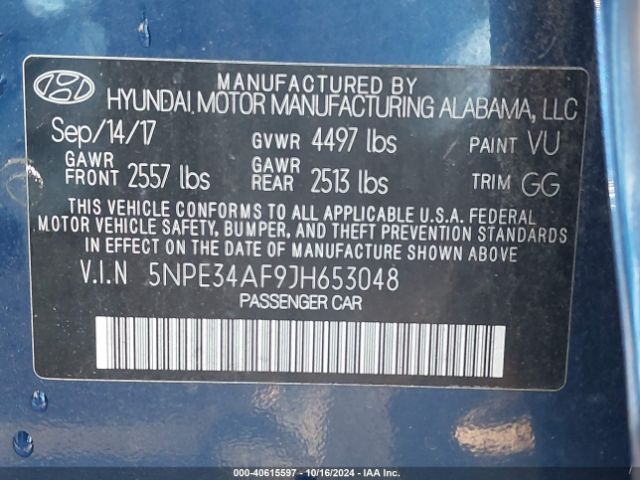 MANUFACTURED BY
HYUNDAI MOTOR MANUFACTURING ALABAMA, LLC
Sep/14/17 GVWR 4497 lbs PAINT VU
GAWR FRONT 2557 lbs GAWR REAR 2513 lbs TRIM GG
THIS VEHICLE CONFORMS TO ALL APPLICABLE U.S.A. FEDERAL
MOTOR VEHICLE SAFETY, BUMPER, AND THEFT PREVENTION STANDARDS
IN EFFECT ON THE DATE OF MANUFACTURE SHOWN ABOVE.
V.I.N 5NPE34AF9JH653048
PASSENGER CAR
000-40615597 - 10/16/2024 - IAA Inc.